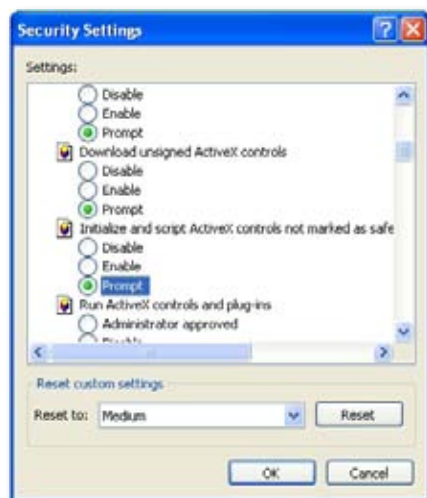 Security Settings
Settings:
Disable
Enable
Prompt
Download unsigned ActiveX controls
Disable
Enable
Prompt
Initialize and script ActiveX controls not marked as safe
Disable
Enable
Prompt
Run ActiveX controls and plug-ins
Administrator approved
Reset custom settings
Reset to: Medium Reset
OK Cancel